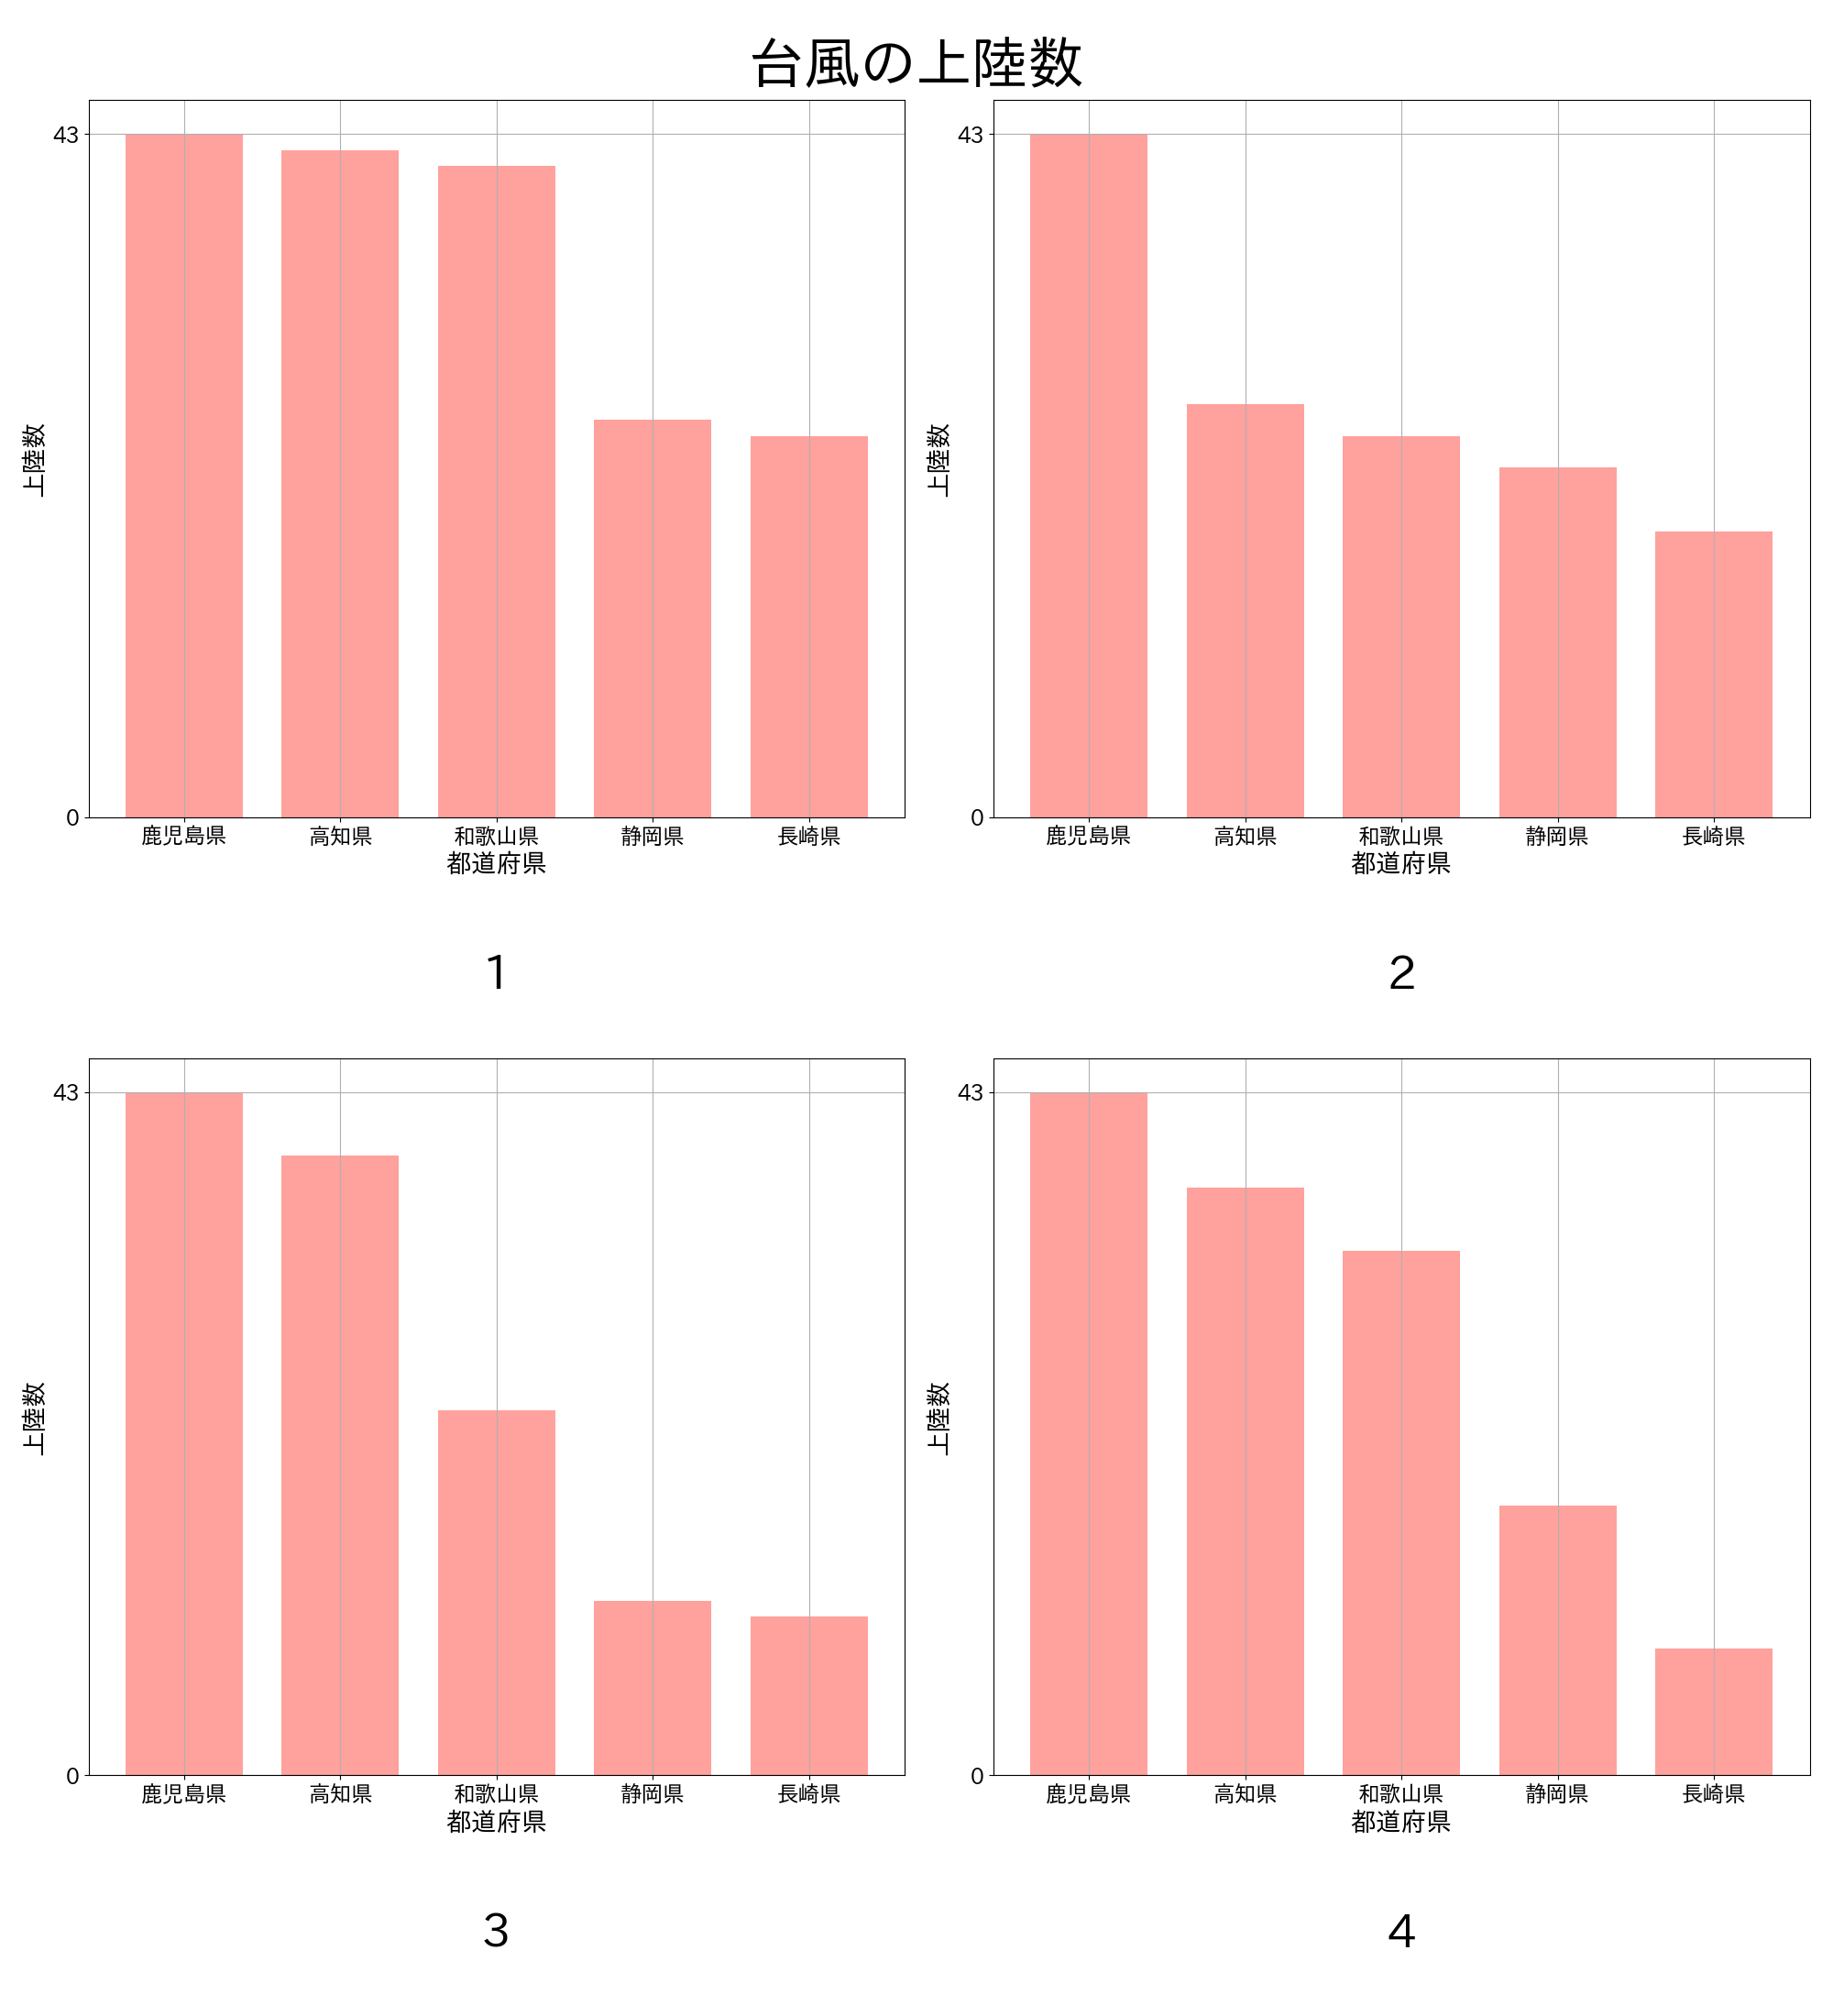 台風の上陸数
43
0
上陸数
鹿児島県 高知県 和歌山県 静岡県 長崎県
都道府県
1
43
0
上陸数
鹿児島県 高知県 和歌山県 静岡県 長崎県
都道府県
2
43
0
上陸数
鹿児島県 高知県 和歌山県 静岡県 長崎県
都道府県
3
43
0
上陸数
鹿児島県 高知県 和歌山県 静岡県 長崎県
都道府県
4